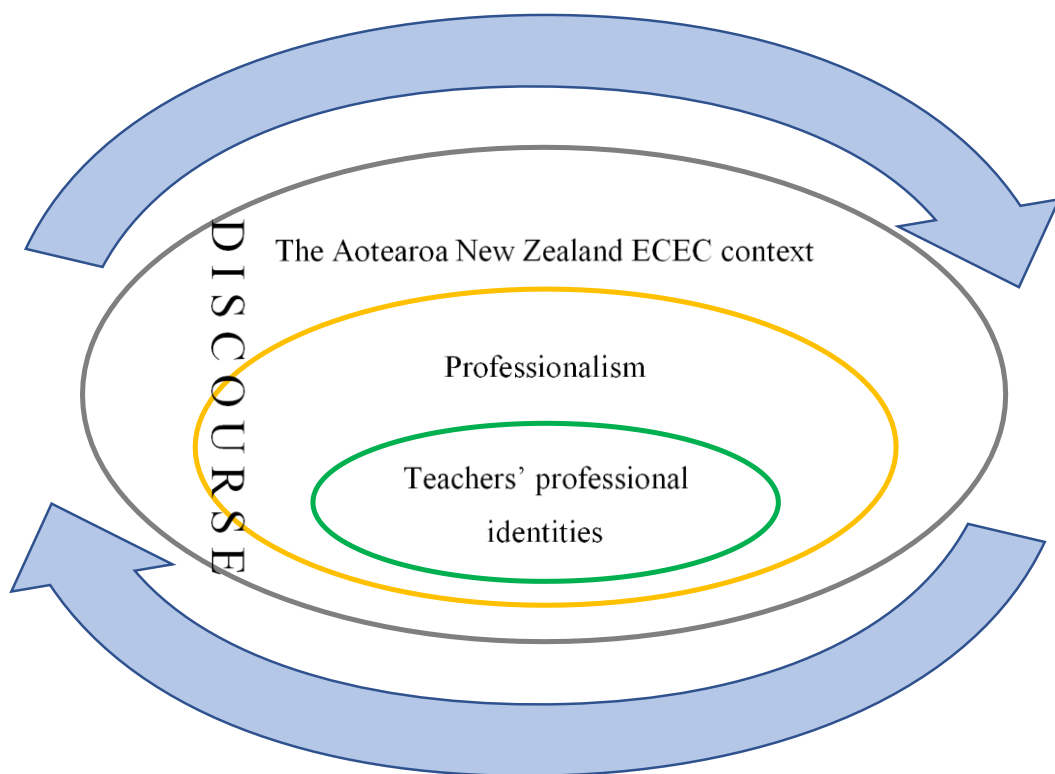 The Aotearoa New Zealand ECEC context
DISCOURSE
Professionalism
Teachers’ professional
identities